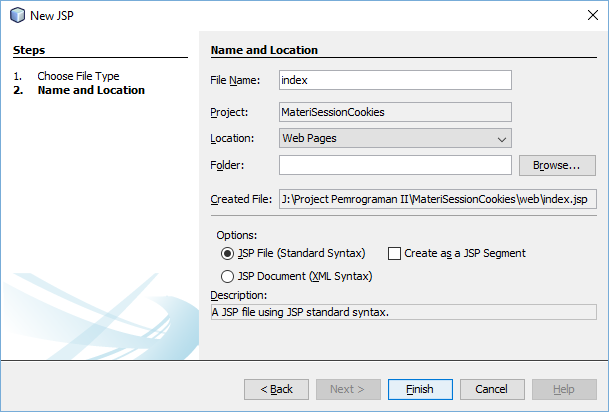 New JSP
Steps
1. Choose File Type
2. Name and Location
Name and Location
File Name: index
Project: MateriSessionCookies
Location: Web Pages
Folder: Browse...
Created File: J:\Project Pemrograman II\MateriSessionCookies\web\index.jsp
Options:
JSP File (Standard Syntax) Create as a JSP Segment
JSP Document (XML Syntax)
Description:
A JSP file using JSP standard syntax.
< Back Next > Finish Cancel Help